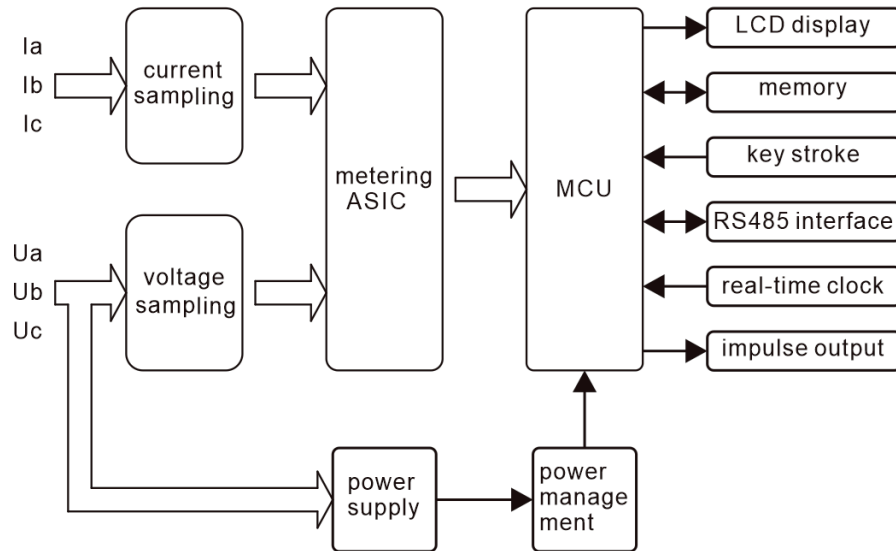 Ia
Ib
Ic
current
sampling
Ua
Ub
Uc
voltage
sampling
metering
ASIC
MCU
LCD display
memory
key stroke
RS485 interface
real-time clock
impulse output
power
supply
power
manage
ment